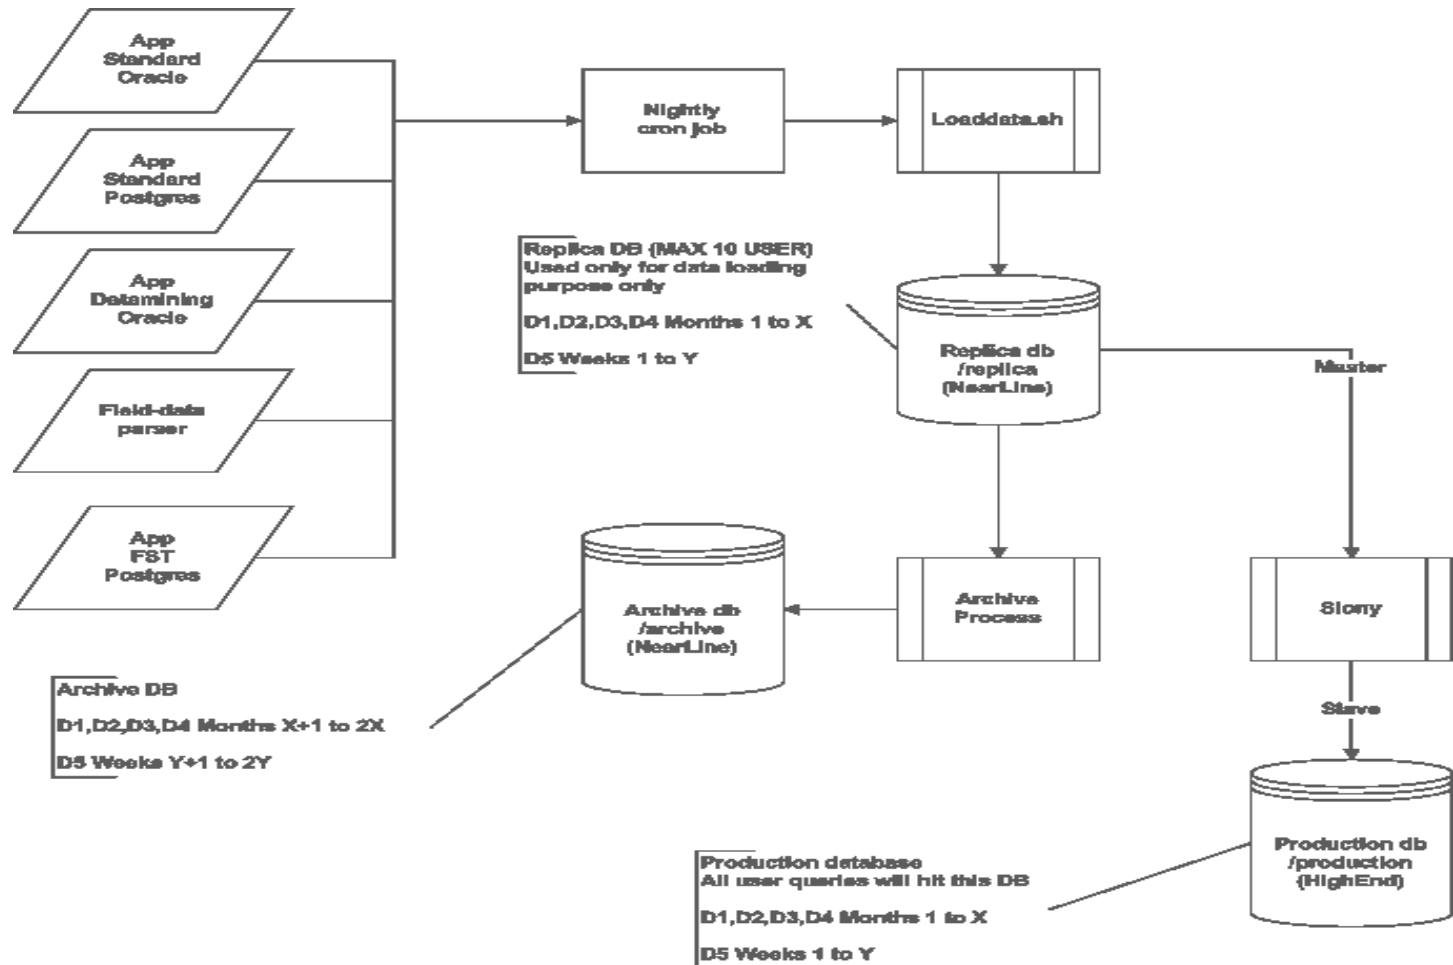 App
Standard
Oracle
App
Standard
Postgres
App
Datamining
Oracle
Field-data
parser
App
FST
Postgres
Nightly
cron job
Loaddata.sh
Replica DB (MAX 10 USER)
Used only for data loading
purpose only
D1,D2,D3,D4 Months 1 to X
D5 Weeks 1 to Y
Replica db
/replica
(NearLine)
Master
Archive db
/archive
(NearLine)
Archive
Process
Slony
Archive DB
D1,D2,D3,D4 Months X+1 to 2X
D5 Weeks Y+1 to 2Y
Slave
Production db
/production
(HighEnd)
Production database
All user queries will hit this DB
D1,D2,D3,D4 Months 1 to X
D5 Weeks 1 to Y